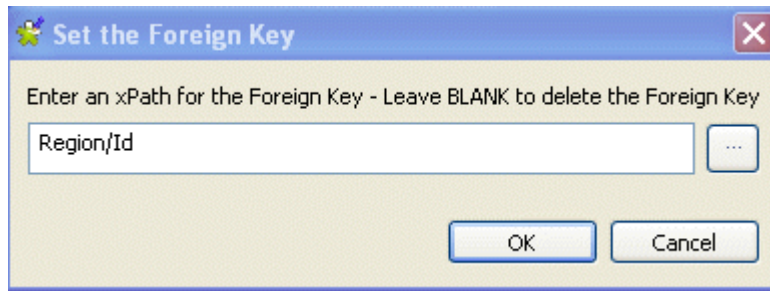 Set the Foreign Key
Enter an xPath for the Foreign Key - Leave BLANK to delete the Foreign Key
Region/Id
...
OK
Cancel